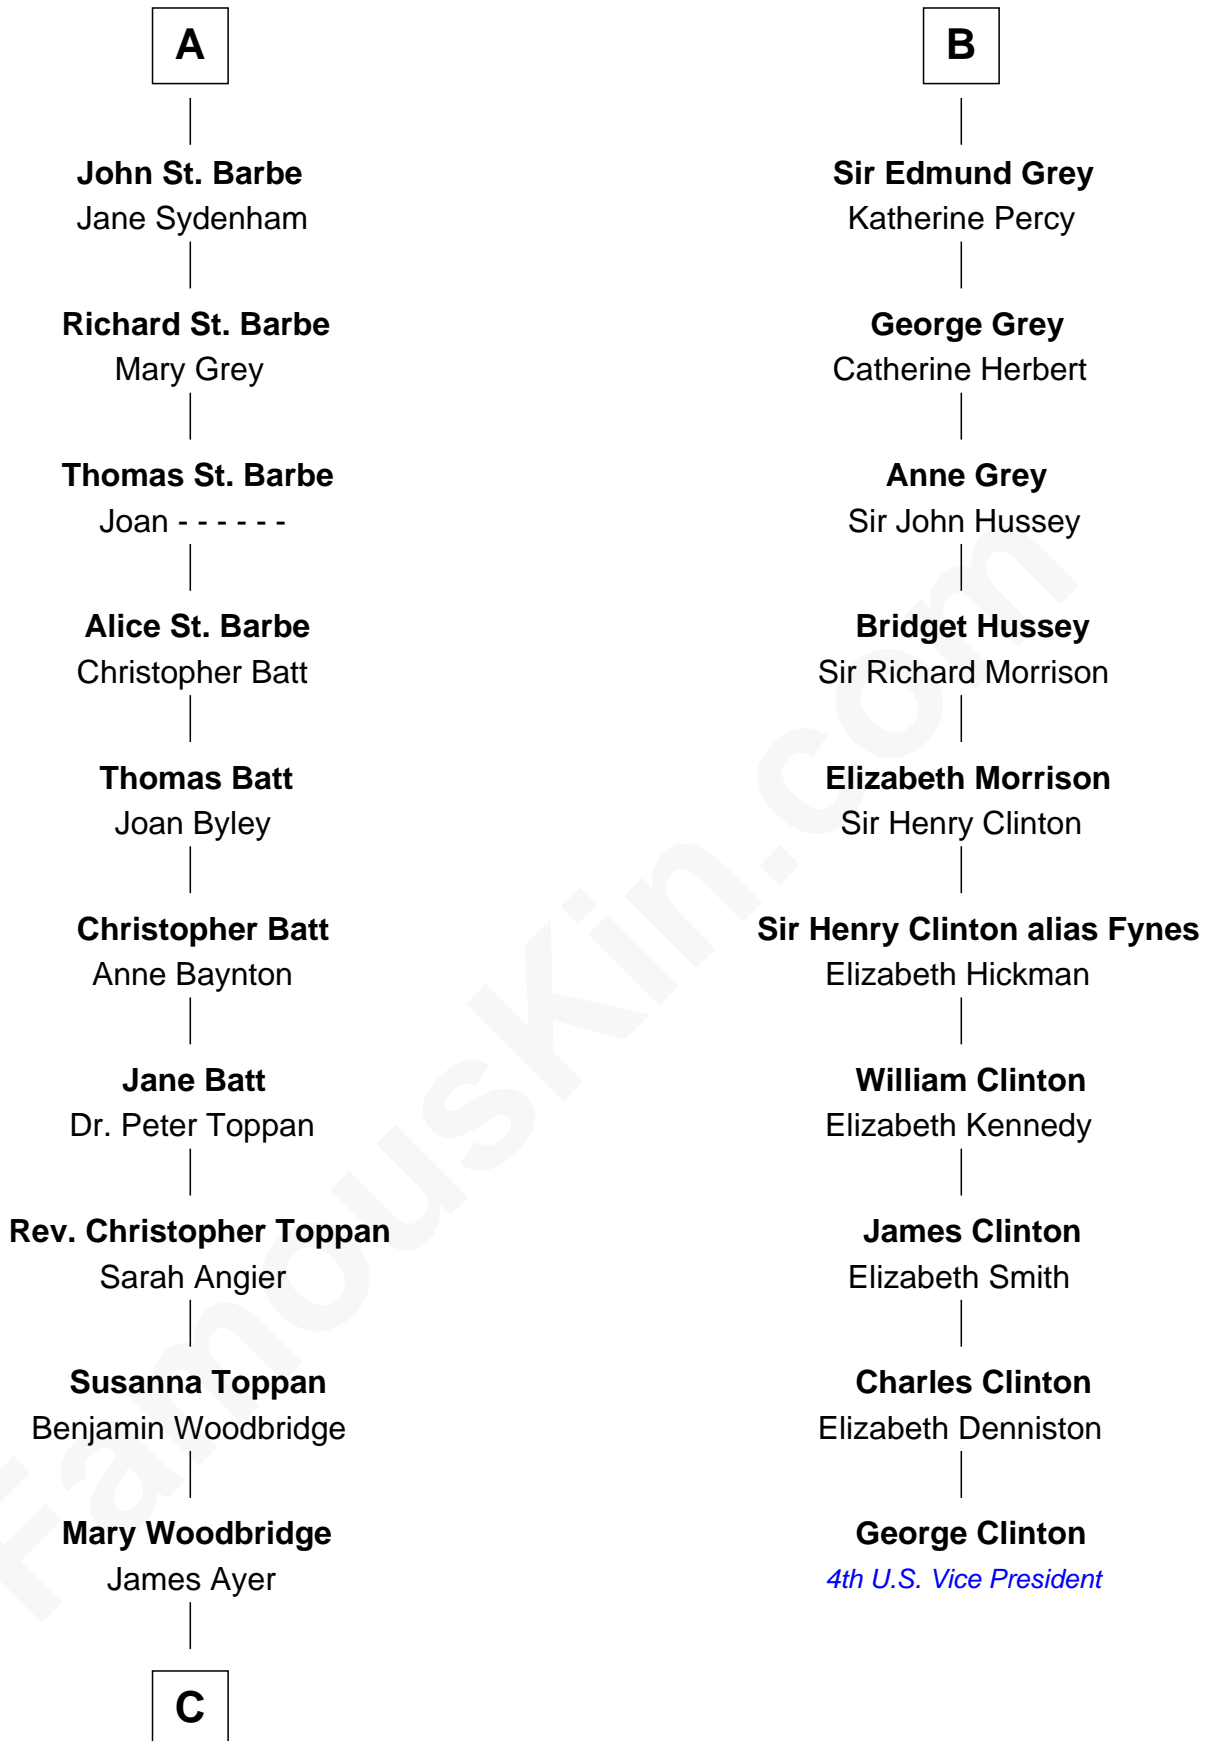 A
John St. Barbe
Jane Sydenham
Richard St. Barbe
Mary Grey
Thomas St. Barbe
Joan - - - - - -
Alice St. Barbe
Christopher Batt
Thomas Batt
Joan Byley
Christopher Batt
Anne Baynton
Jane Batt
Dr. Peter Toppan
Rev. Christopher Toppan
Sarah Angier
Susanna Toppan
Benjamin Woodbridge
Mary Woodbridge
James Ayer
C
B
Sir Edmund Grey
Katherine Percy
George Grey
Catherine Herbert
Anne Grey
Sir John Hussey
Bridget Hussey
Sir Richard Morrison
Elizabeth Morrison
Sir Henry Clinton
Sir Henry Clinton alias Fynes
Elizabeth Hickman
William Clinton
Elizabeth Kennedy
James Clinton
Elizabeth Smith
Charles Clinton
Elizabeth Denniston
George Clinton
4th U.S. Vice President
FamousKin.com